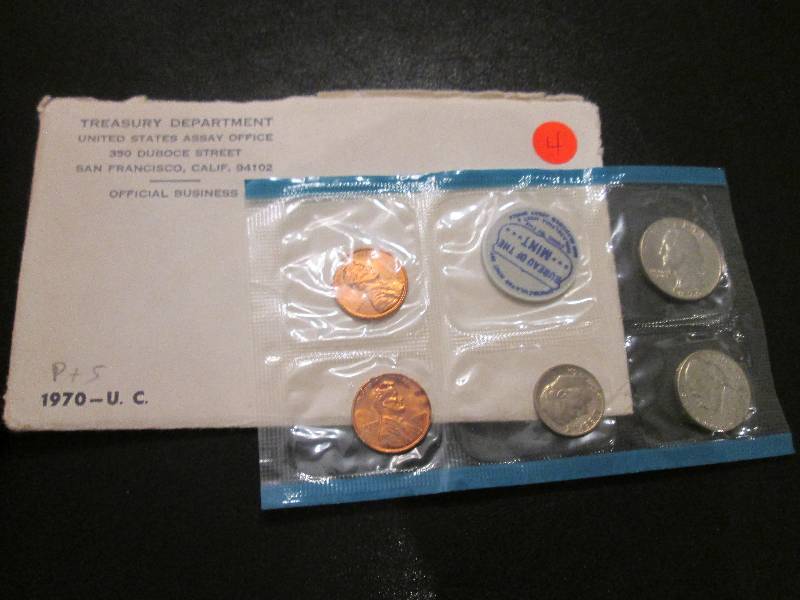 TREASURY DEPARTMENT
UNITED STATES ASSAY OFFICE
390 DUBOCE STREET
SAN FRANCISCO, CALIF. 94102
OFFICIAL BUSINESS
4
P + S
1970-U. C.
BUREAU OF THE
MINT